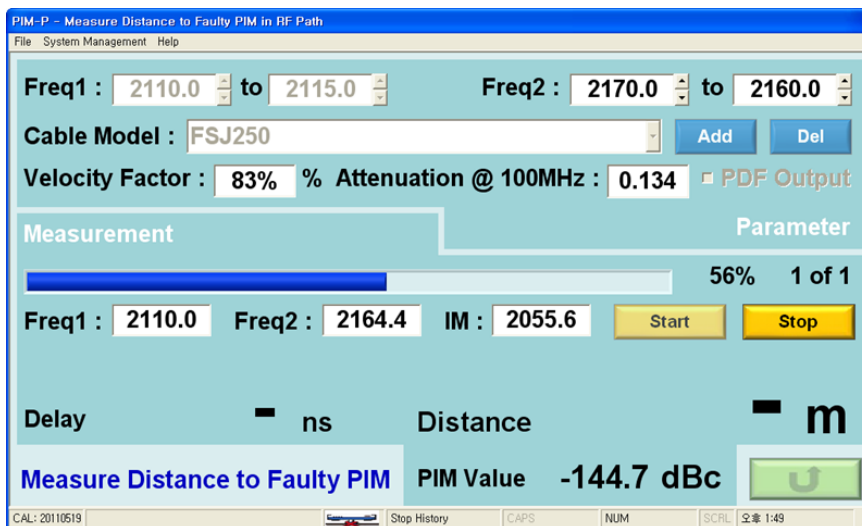 PIM-P - Measure Distance to Faulty PIM in RF Path
File System Management Help
Freq1 : 2110.0 to 2115.0 Freq2 : 2170.0 to 2160.0
Cable Model : FSJ250 Add Del
Velocity Factor : 83% % Attenuation @ 100MHz : 0.134 PDF Output
Measurement Parameter
56% 1 of 1
Freq1 : 2110.0 Freq2 : 2164.4 IM : 2055.6 Start Stop
Delay - ns Distance - m
Measure Distance to Faulty PIM PIM Value -144.7 dBc
CAL: 20110519 Stop History CAPS NUM SCRL 오후 1:49